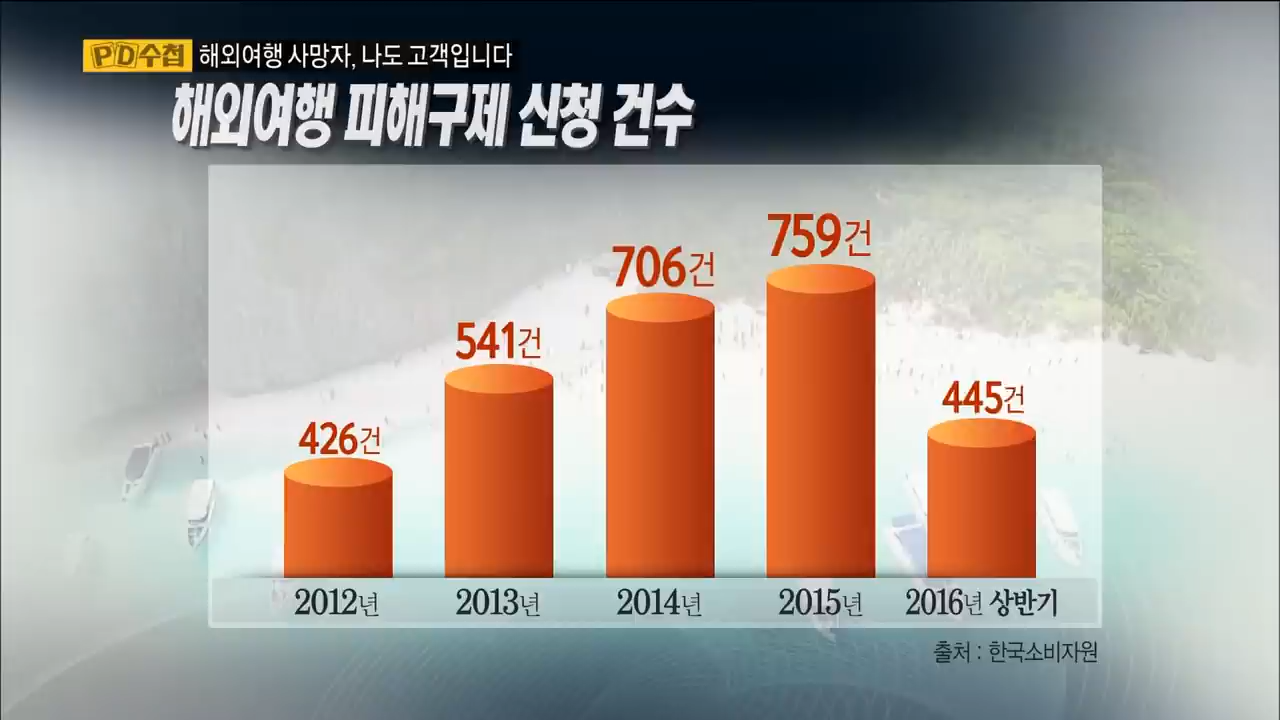 PD수첩 해외여행 사망자, 나도 고객입니다
해외여행 피해구제 신청 건수
426건
541건
706건
759건
445건
2012년
2013년
2014년
2015년
2016년 상반기
출처 : 한국소비자원